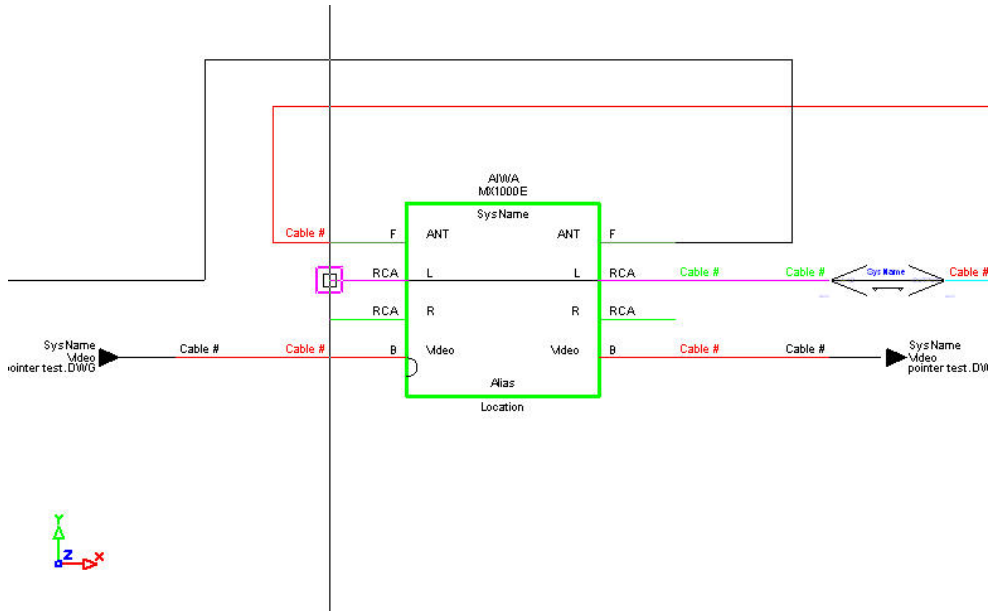 AIWA
MX1000E
SysName
Cable # F ANT ANT F
RCA L L RCA Cable # Cable # SysName Cable #
RCA R R RCA
SysName
Video
pointer test.DWG
Cable # Cable # B Video Video B Cable # Cable #
SysName
Video
pointer test.DW
Alias
Location
Y
Z X